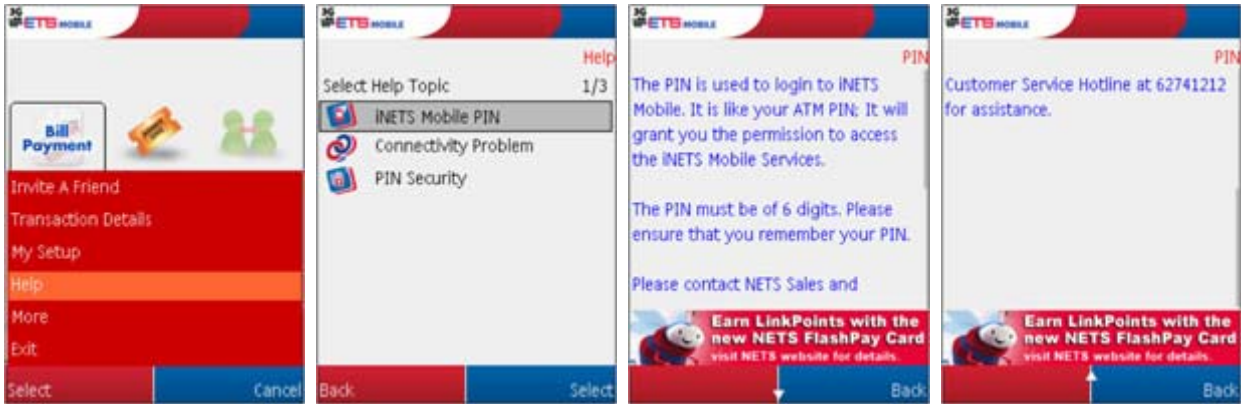 3G
ETS MOBILE
Bill
Payment
Invite A Friend
Transaction Details
My Setup
Help
More
Exit
Select Cancel
3G
ETS MOBILE
Help
Select Help Topic 1/3
iNETS Mobile PIN
Connectivity Problem
PIN Security
Back Select
3G
ETS MOBILE
PIN
The PIN is used to login to iNETS
Mobile. It is like your ATM PIN; It will
grant you the permission to access
the iNETS Mobile Services.
The PIN must be of 6 digits. Please
ensure that you remember your PIN.
Please contact NETS Sales and
Earn LinkPoints with the
new NETS FlashPay Card
visit NETS website for details.
Back
3G
ETS MOBILE
PIN
Customer Service Hotline at 62741212
for assistance.
Earn LinkPoints with the
new NETS FlashPay Card
visit NETS website for details.
Back